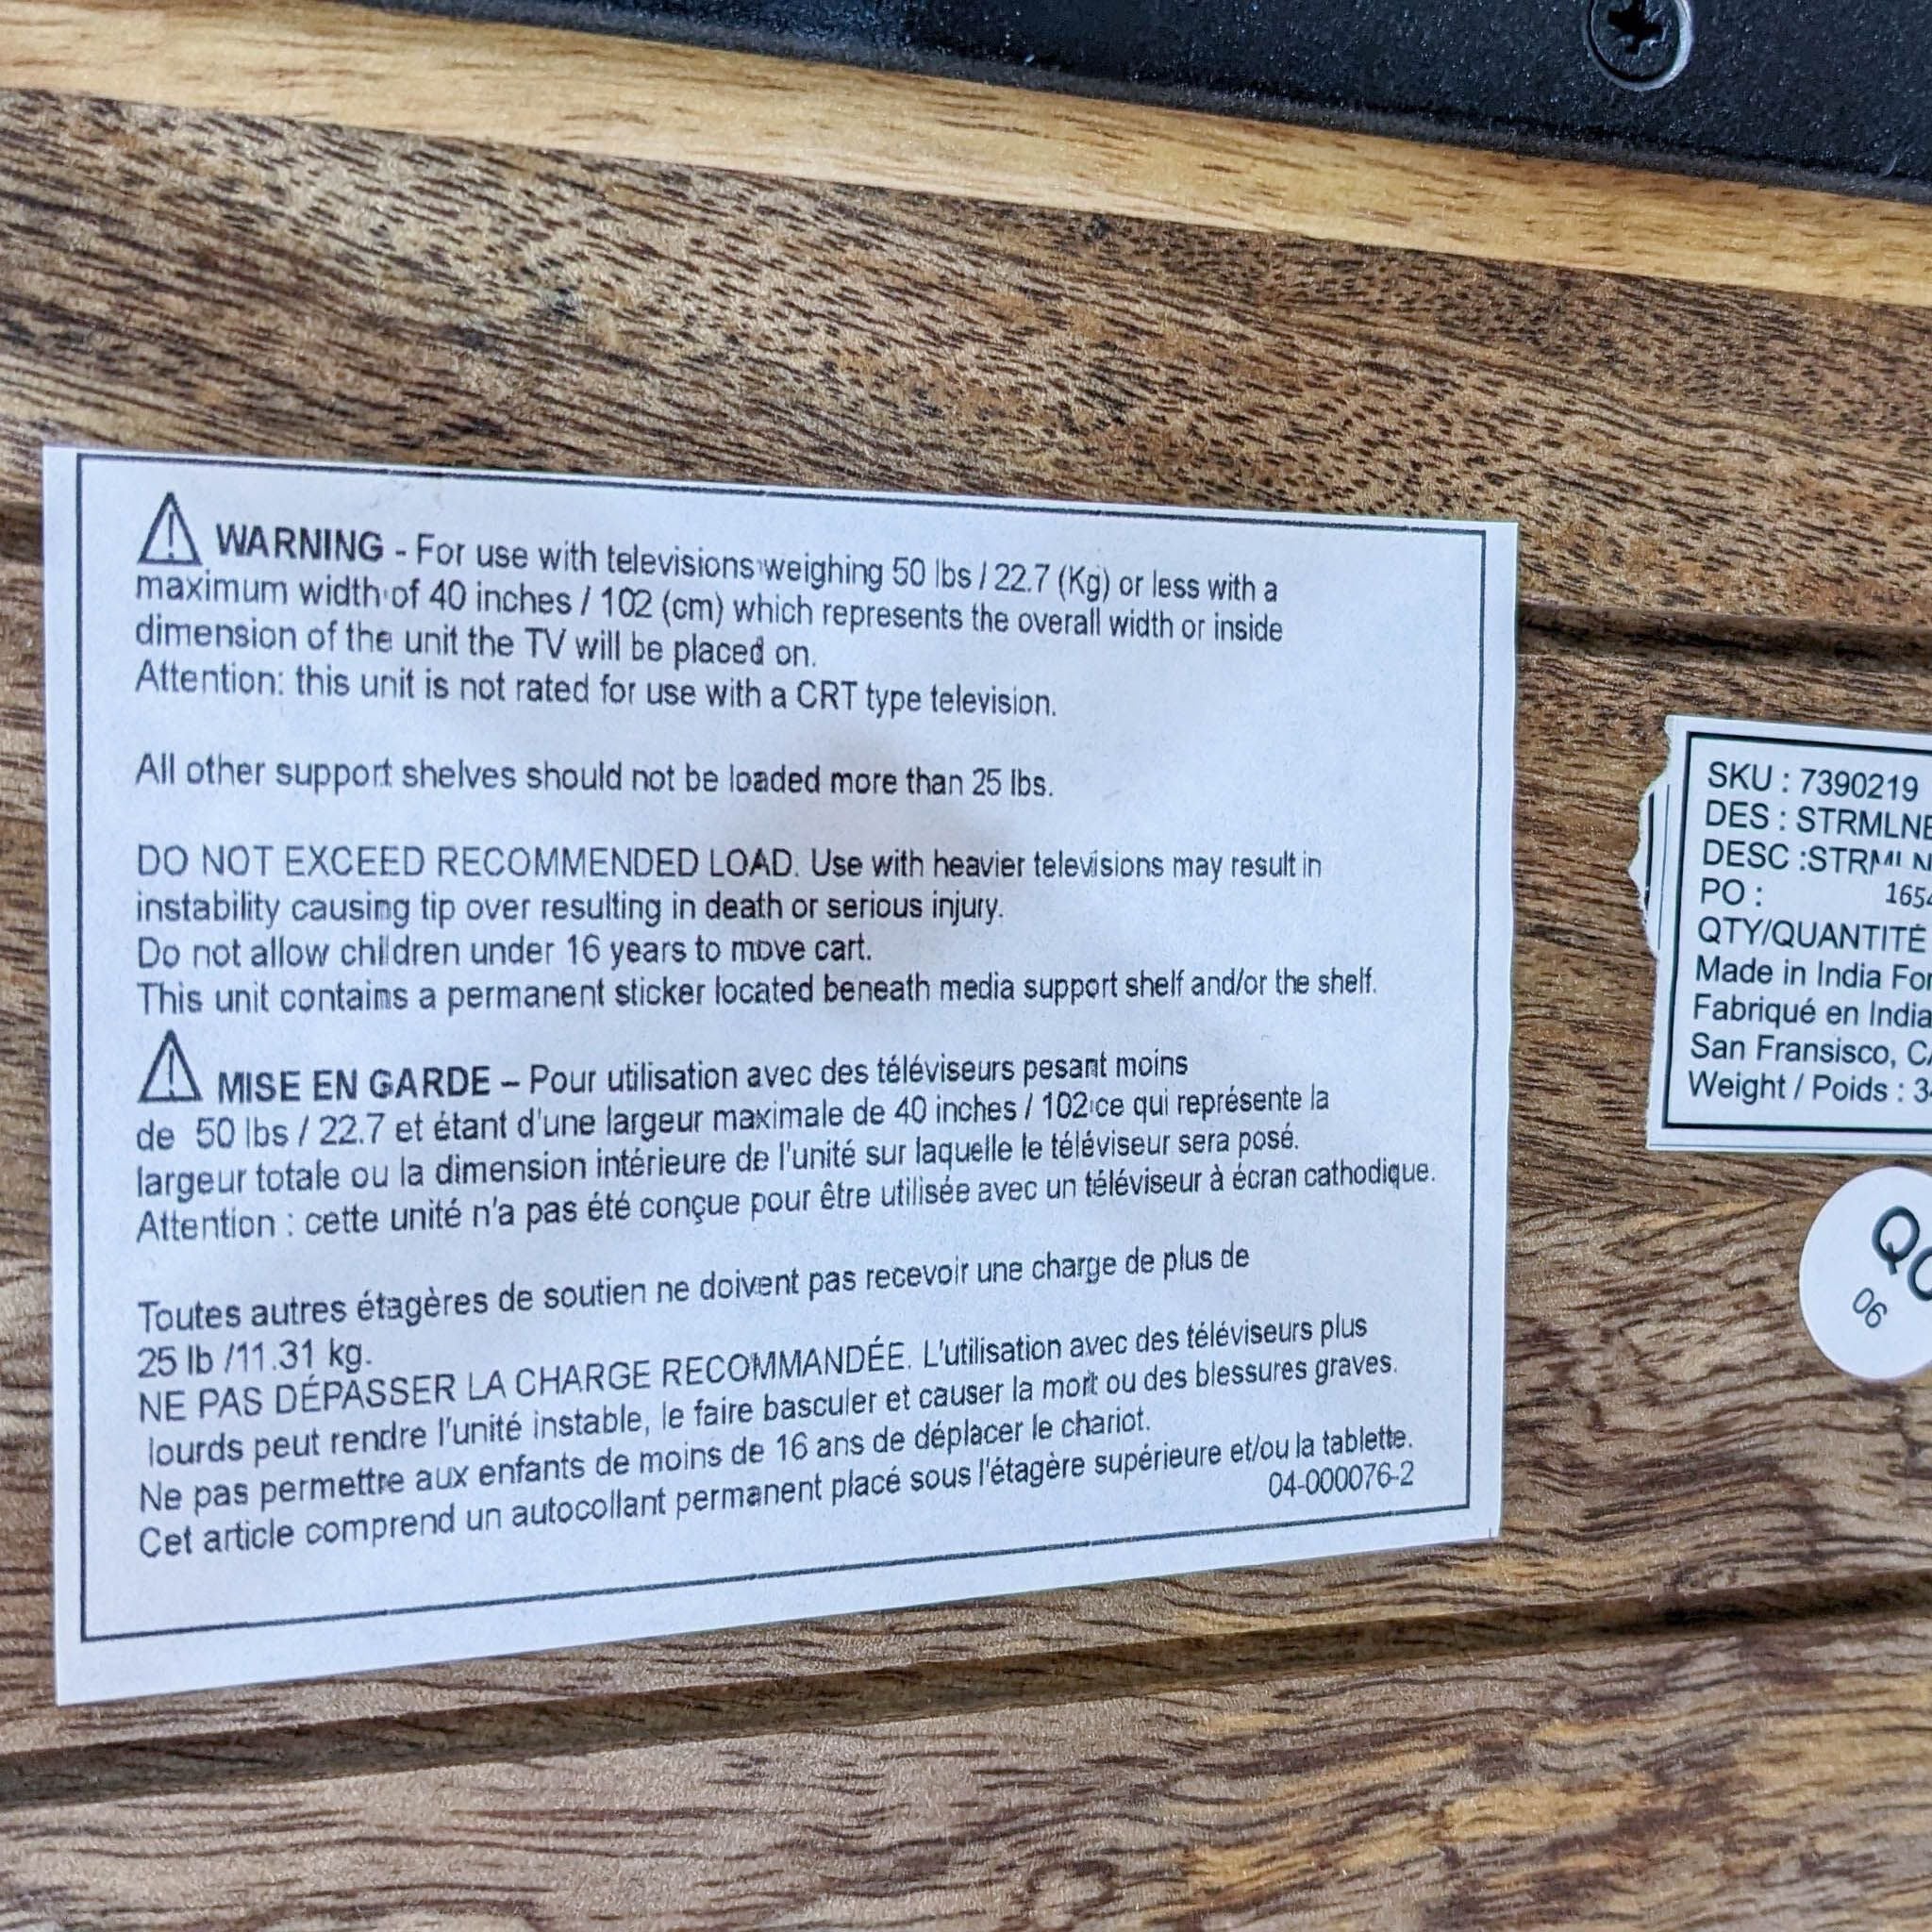 WARNING - For use with televisions weighing 50 lbs / 22.7 (Kg) or less with a
maximum width of 40 inches / 102 (cm) which represents the overall width or inside
dimension of the unit the TV will be placed on.
Attention: this unit is not rated for use with a CRT type television.
All other support shelves should not be loaded more than 25 lbs.
DO NOT EXCEED RECOMMENDED LOAD. Use with heavier televisions may result in
instability causing tip over resulting in death or serious injury.
Do not allow children under 16 years to move cart.
This unit contains a permanent sticker located beneath media support shelf and/or the shelf.
MISE EN GARDE – Pour utilisation avec des téléviseurs pesant moins
de 50 lbs / 22.7 et étant d'une largeur maximale de 40 inches / 102 ce qui représente la
largeur totale ou la dimension intérieure de l'unité sur laquelle le téléviseur sera posé.
Attention : cette unité n'a pas été conçue pour être utilisée avec un téléviseur à écran cathodique.
Toutes autres étagères de soutien ne doivent pas recevoir une charge de plus de
25 lb /11.31 kg.
NE PAS DÉPASSER LA CHARGE RECOMMANDÉE. L'utilisation avec des téléviseurs plus
lourds peut rendre l'unité instable, le faire basculer et causer la mort ou des blessures graves.
Ne pas permettre aux enfants de moins de 16 ans de déplacer le chariot.
Cet article comprend un autocollant permanent placé sous l'étagère supérieure et/ou la tablette.
04-000076-2
SKU : 7390219
DES : STRMLNE
DESC :STRMLN
PO : 1654
QTY/QUANTITÉ
Made in India For
Fabriqué en India
San Fransisco, CA
Weight / Poids : 34
QC
06